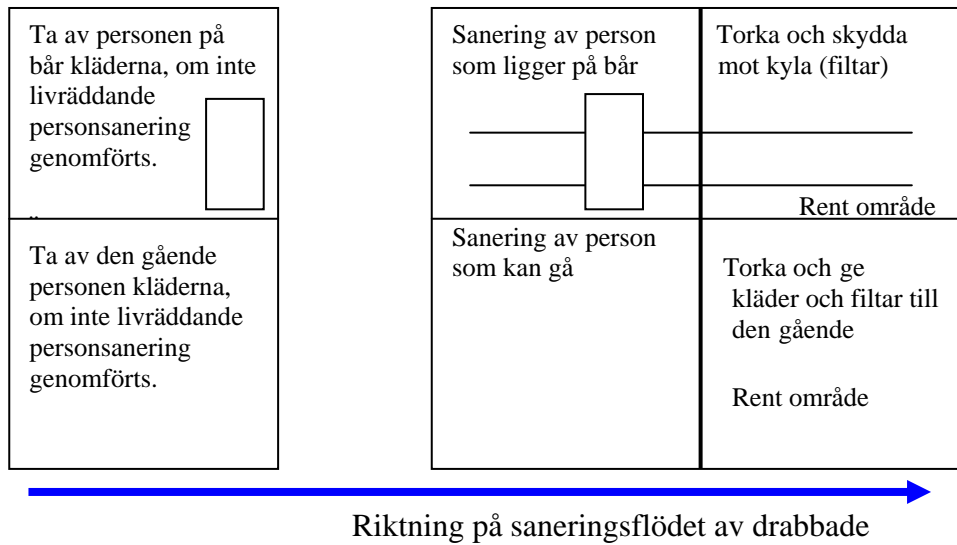 Ta av personen på
bår kläderna, om inte
livräddande
personsanering
genomförts.
..
Ta av den gående
personen kläderna,
om inte livräddande
personsanering
genomförts.
Sanering av person
som ligger på bår
Torka och skydda
mot kyla (filtar)
Rent område
Sanering av person
som kan gå
Torka och ge
kläder och filtar till
den gående
Rent område
Riktning på saneringsflödet av drabbade